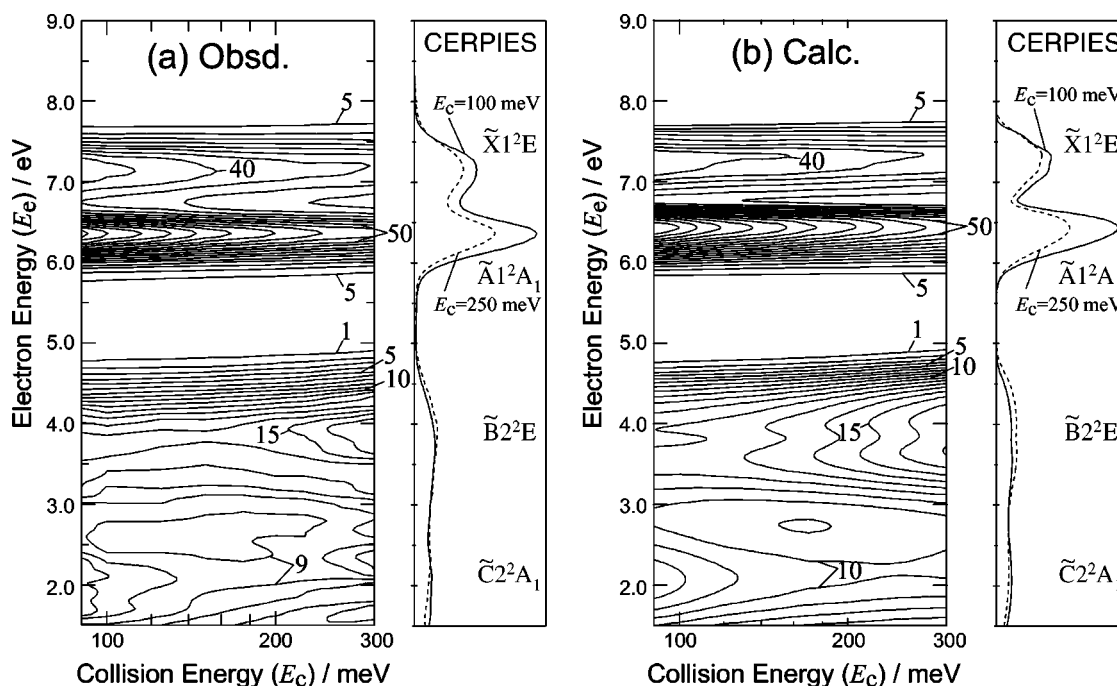 (a) Obsd.
Electron Energy (Ee) / eV
9.0
8.0
7.0
6.0
5.0
4.0
3.0
2.0
5
40
50
5
1
5
10
15
9
100
200
300
Collision Energy (Ec) / meV
CERPIES
Ec=100 meV
X̃1²E
Ã1²A₁
Ec=250 meV
B̃2²E
C̃2²A₁
(b) Calc.
Electron Energy (Ee) / eV
9.0
8.0
7.0
6.0
5.0
4.0
3.0
2.0
5
40
50
5
1
5
10
15
10
100
200
300
Collision Energy (Ec) / meV
CERPIES
Ec=100 meV
X̃1²E
Ã1²A
Ec=250 meV
B̃2²E
C̃2²A